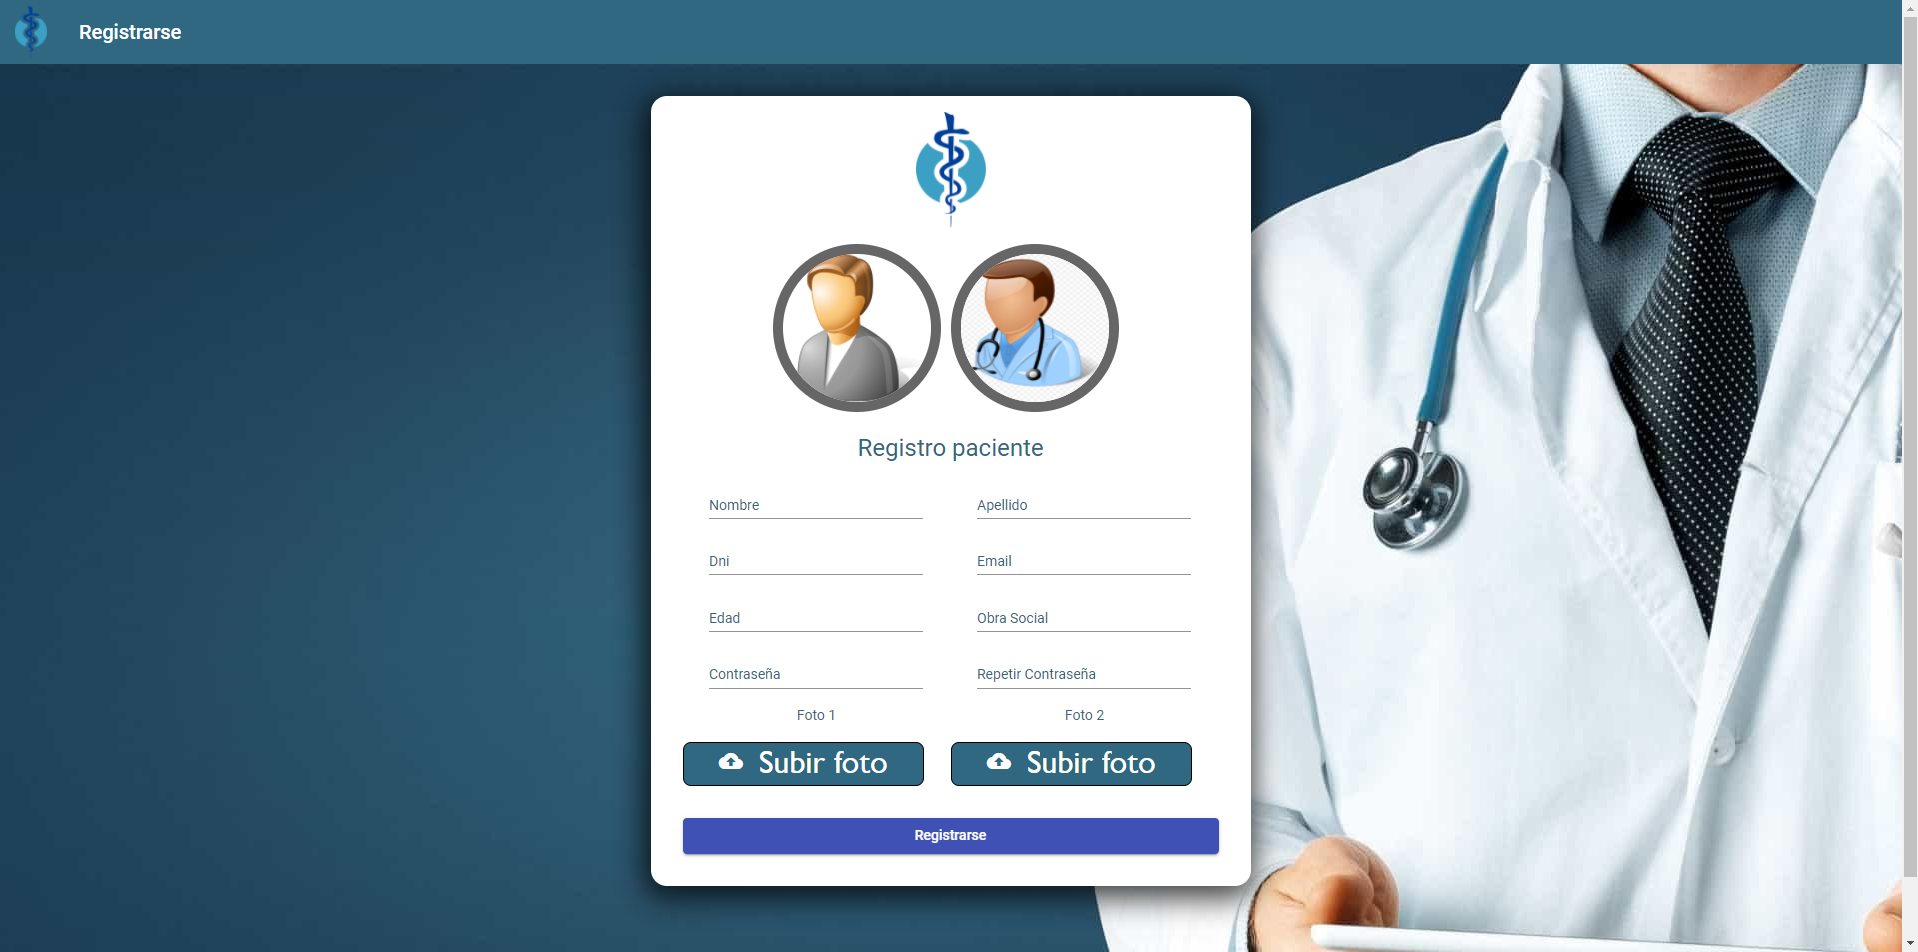 Registrarse
Registro paciente
Nombre
Apellido
Dni
Email
Edad
Obra Social
Contraseña
Repetir Contraseña
Foto 1
Foto 2
Subir foto
Subir foto
Registrarse